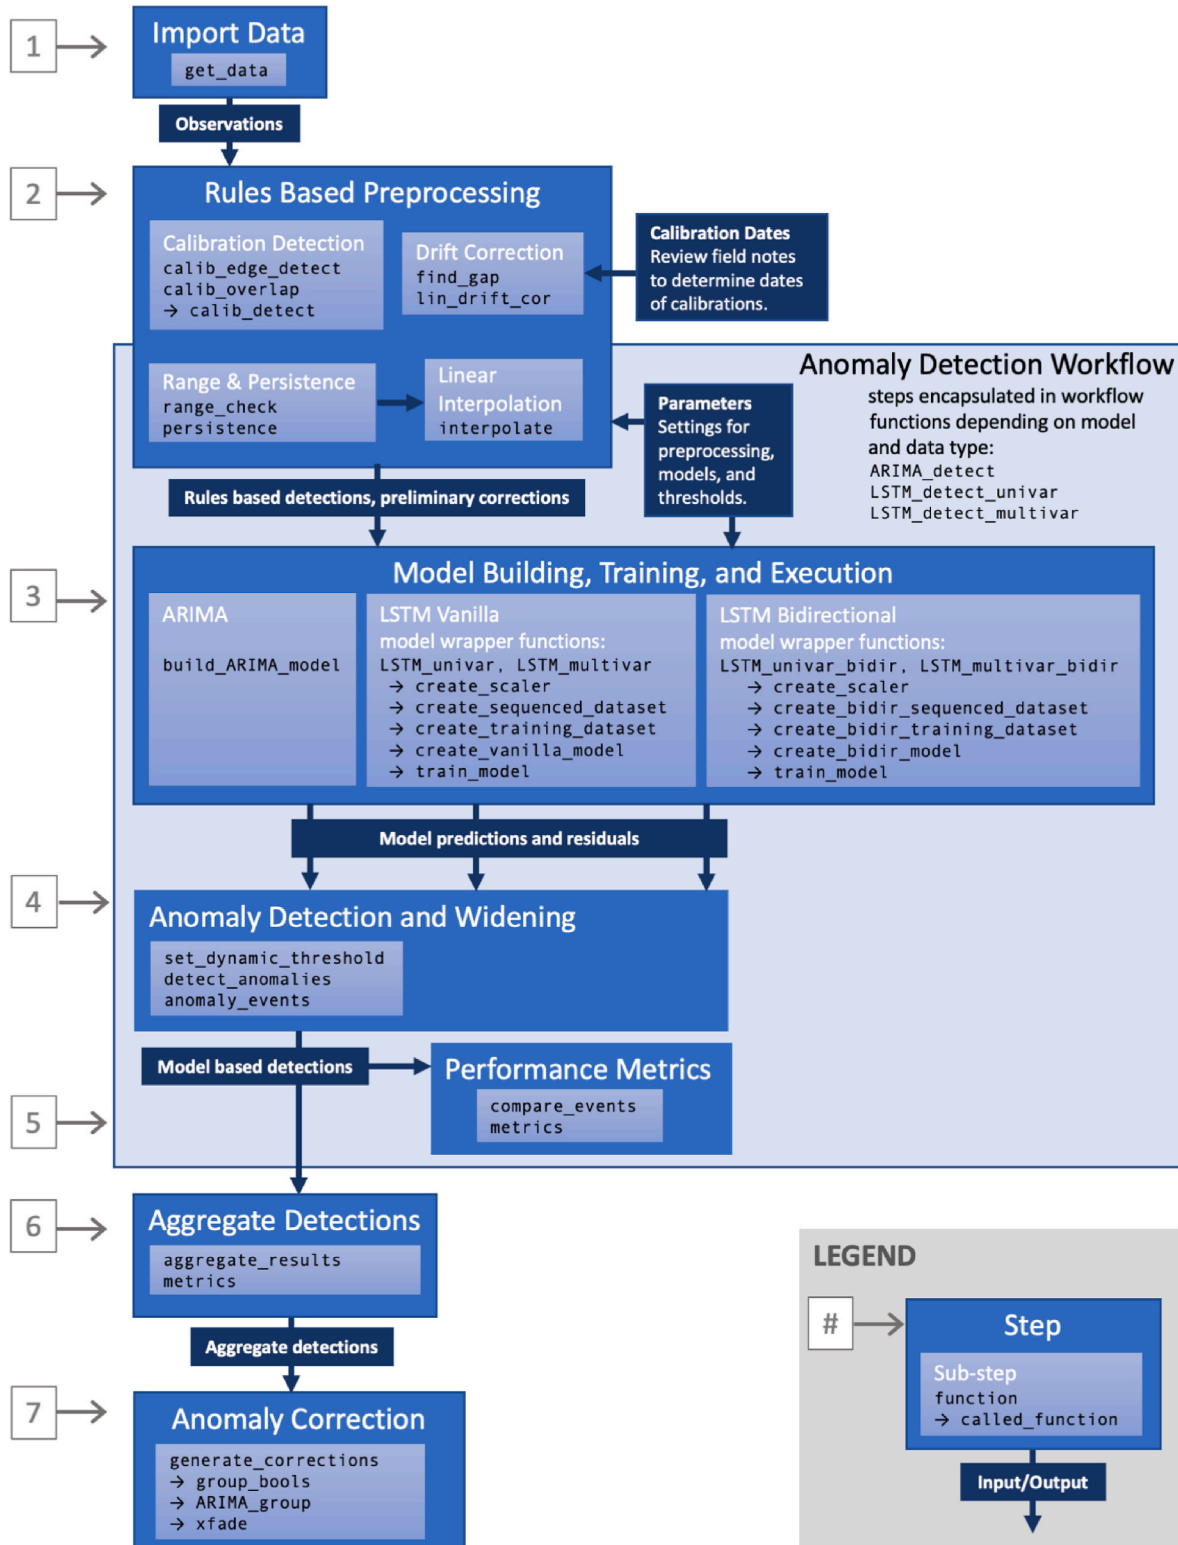 1
Import Data
get_data
Observations
2
Rules Based Preprocessing
Calibration Detection
calib_edge_detect
calib_overlap
→ calib_detect
Drift Correction
find_gap
lin_drift_cor
Calibration Dates
Review field notes
to determine dates
of calibrations.
Anomaly Detection Workflow
steps encapsulated in workflow
functions depending on model
and data type:
ARIMA_detect
LSTM_detect_univar
LSTM_detect_multivar
Range & Persistence
range_check
persistence
Linear
Interpolation
interpolate
Parameters
Settings for
preprocessing,
models, and
thresholds.
Rules based detections, preliminary corrections
3
Model Building, Training, and Execution
ARIMA
build_ARIMA_model
LSTM Vanilla
model wrapper functions:
LSTM_univar, LSTM_multivar
→ create_scaler
→ create_sequenced_dataset
→ create_training_dataset
→ create_vanilla_model
→ train_model
LSTM Bidirectional
model wrapper functions:
LSTM_univar_bidir, LSTM_multivar_bidir
→ create_scaler
→ create_bidir_sequenced_dataset
→ create_bidir_training_dataset
→ create_bidir_model
→ train_model
Model predictions and residuals
4
Anomaly Detection and Widening
set_dynamic_threshold
detect_anomalies
anomaly_events
Model based detections
5
Performance Metrics
compare_events
metrics
6
Aggregate Detections
aggregate_results
metrics
Aggregate detections
7
Anomaly Correction
generate_corrections
→ group_bools
→ ARIMA_group
→ xfade
LEGEND
#
Step
Sub-step
function
→ called_function
Input/Output